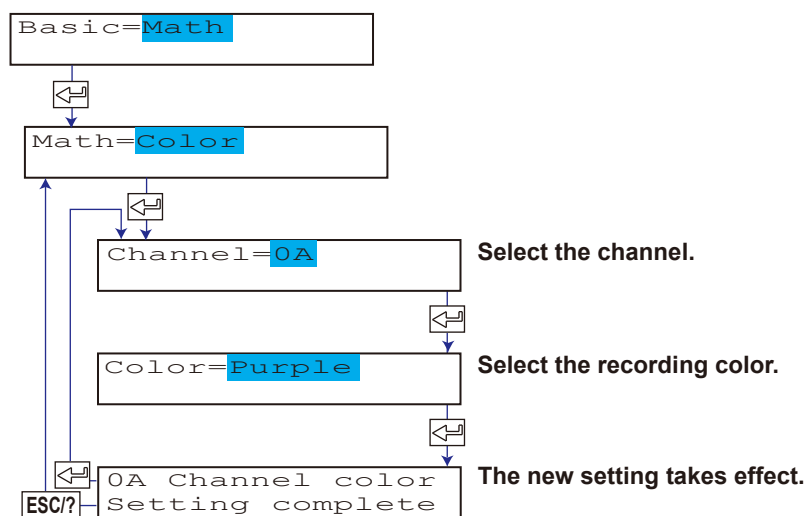 Basic=Math
Math=Color
Channel=0A
Select the channel.
Color=Purple
Select the recording color.
0A Channel color
Setting complete
The new setting takes effect.
ESC/?